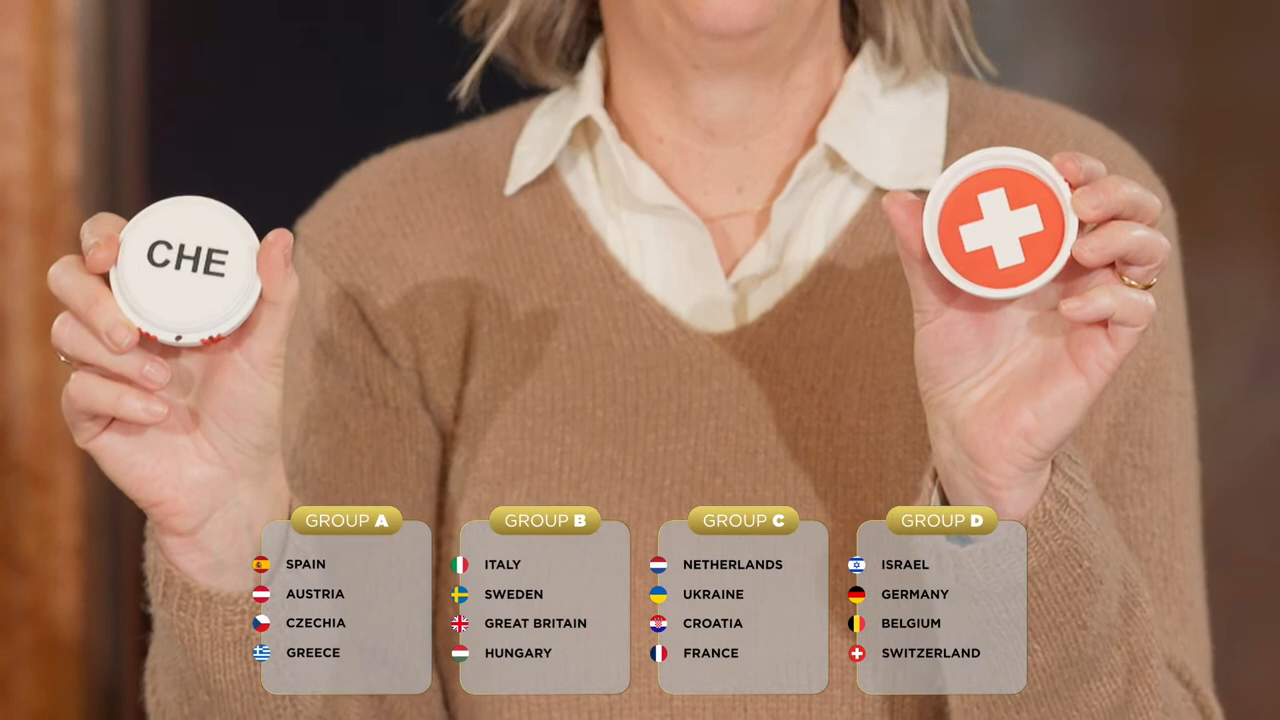 CHE
GROUP A
SPAIN
AUSTRIA
CZECHIA
GREECE
GROUP B
ITALY
SWEDEN
GREAT BRITAIN
HUNGARY
GROUP C
NETHERLANDS
UKRAINE
CROATIA
FRANCE
GROUP D
ISRAEL
GERMANY
BELGIUM
SWITZERLAND